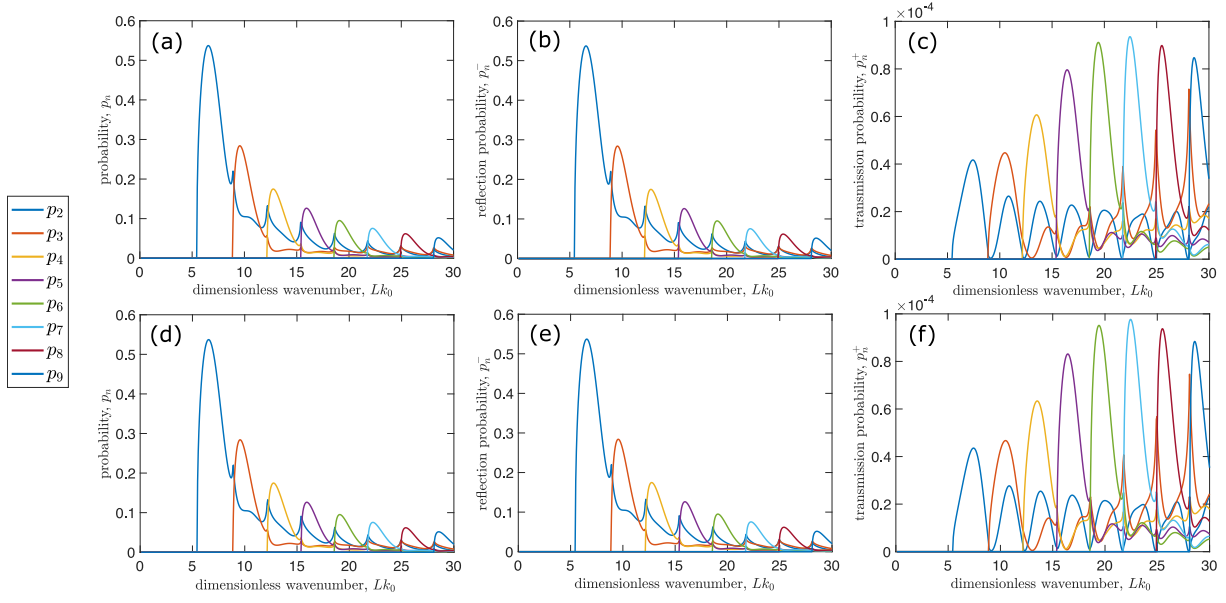 (a)
probability, pₙ
0.6
0.5
0.4
0.3
0.2
0.1
0
0 5 10 15 20 25 30
dimensionless wavenumber, Lk₀
(b)
reflection probability, pₙ⁻
0.6
0.5
0.4
0.3
0.2
0.1
0
0 5 10 15 20 25 30
dimensionless wavenumber, Lk₀
(c)
×10⁻⁴
transmission probability, pₙ⁺
1
0.8
0.6
0.4
0.2
0
0 5 10 15 20 25 30
dimensionless wavenumber, Lk₀
p₂
p₃
p₄
p₅
p₆
p₇
p₈
p₉
(d)
probability, pₙ
0.6
0.5
0.4
0.3
0.2
0.1
0
0 5 10 15 20 25 30
dimensionless wavenumber, Lk₀
(e)
reflection probability, pₙ⁻
0.6
0.5
0.4
0.3
0.2
0.1
0
0 5 10 15 20 25 30
dimensionless wavenumber, Lk₀
(f)
×10⁻⁴
transmission probability, pₙ⁺
1
0.8
0.6
0.4
0.2
0
0 5 10 15 20 25 30
dimensionless wavenumber, Lk₀